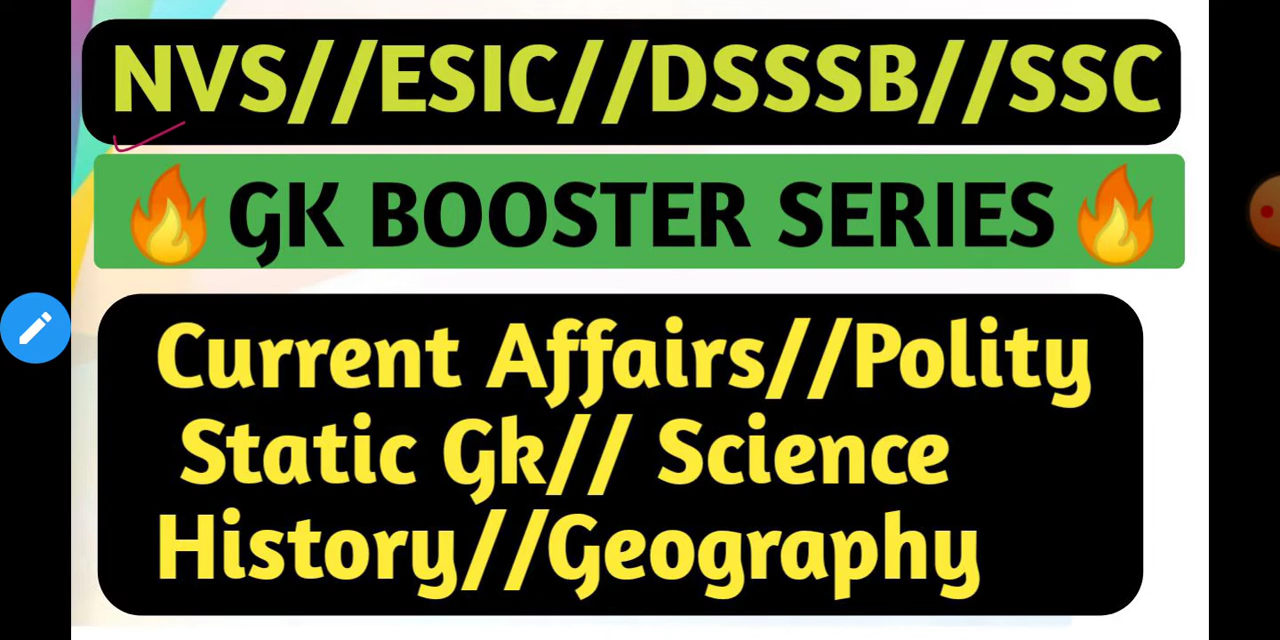 NVS//ESIC//DSSSB//SSC
🔥 GK BOOSTER SERIES 🔥
Current Affairs//Polity
Static Gk// Science
History//Geography